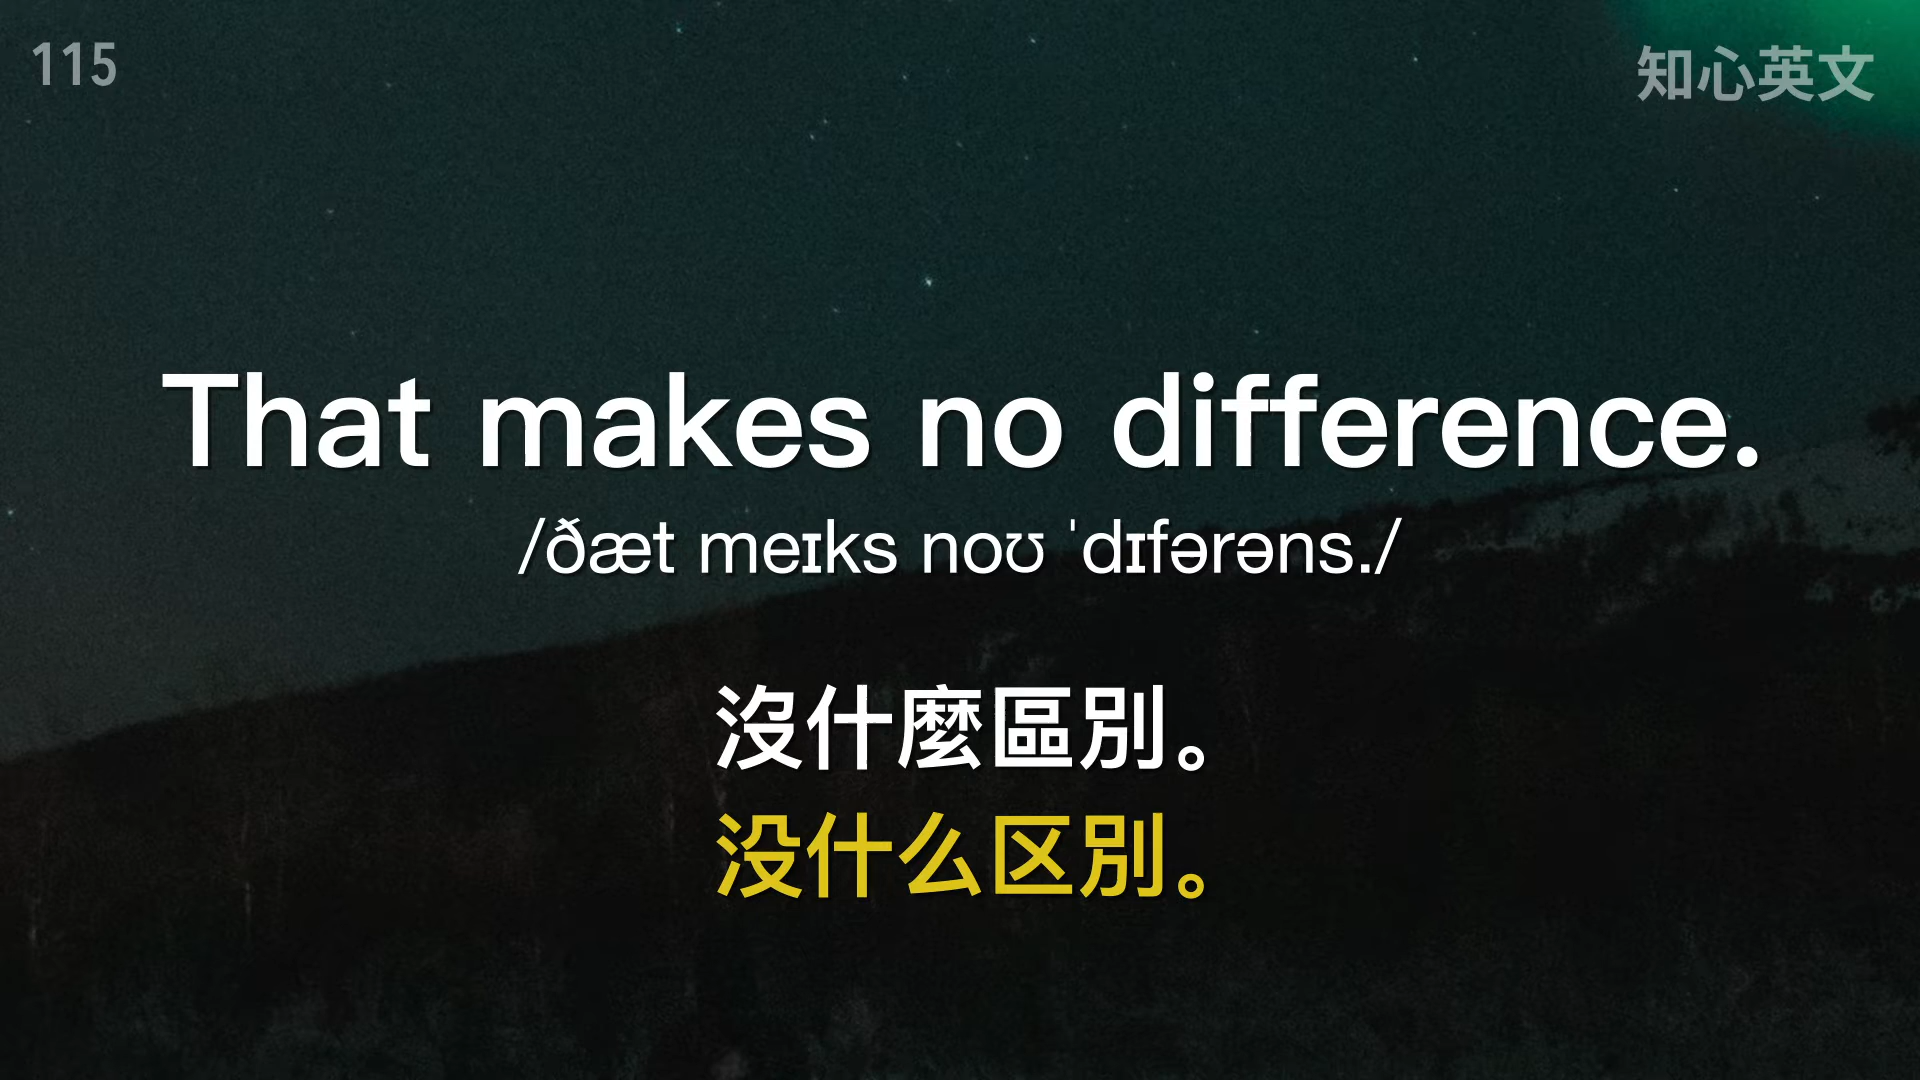 115
知心英文
That makes no difference.
/ðæt meɪks noʊ ˈdɪfərəns./
沒什麼區別。
没什么区别。